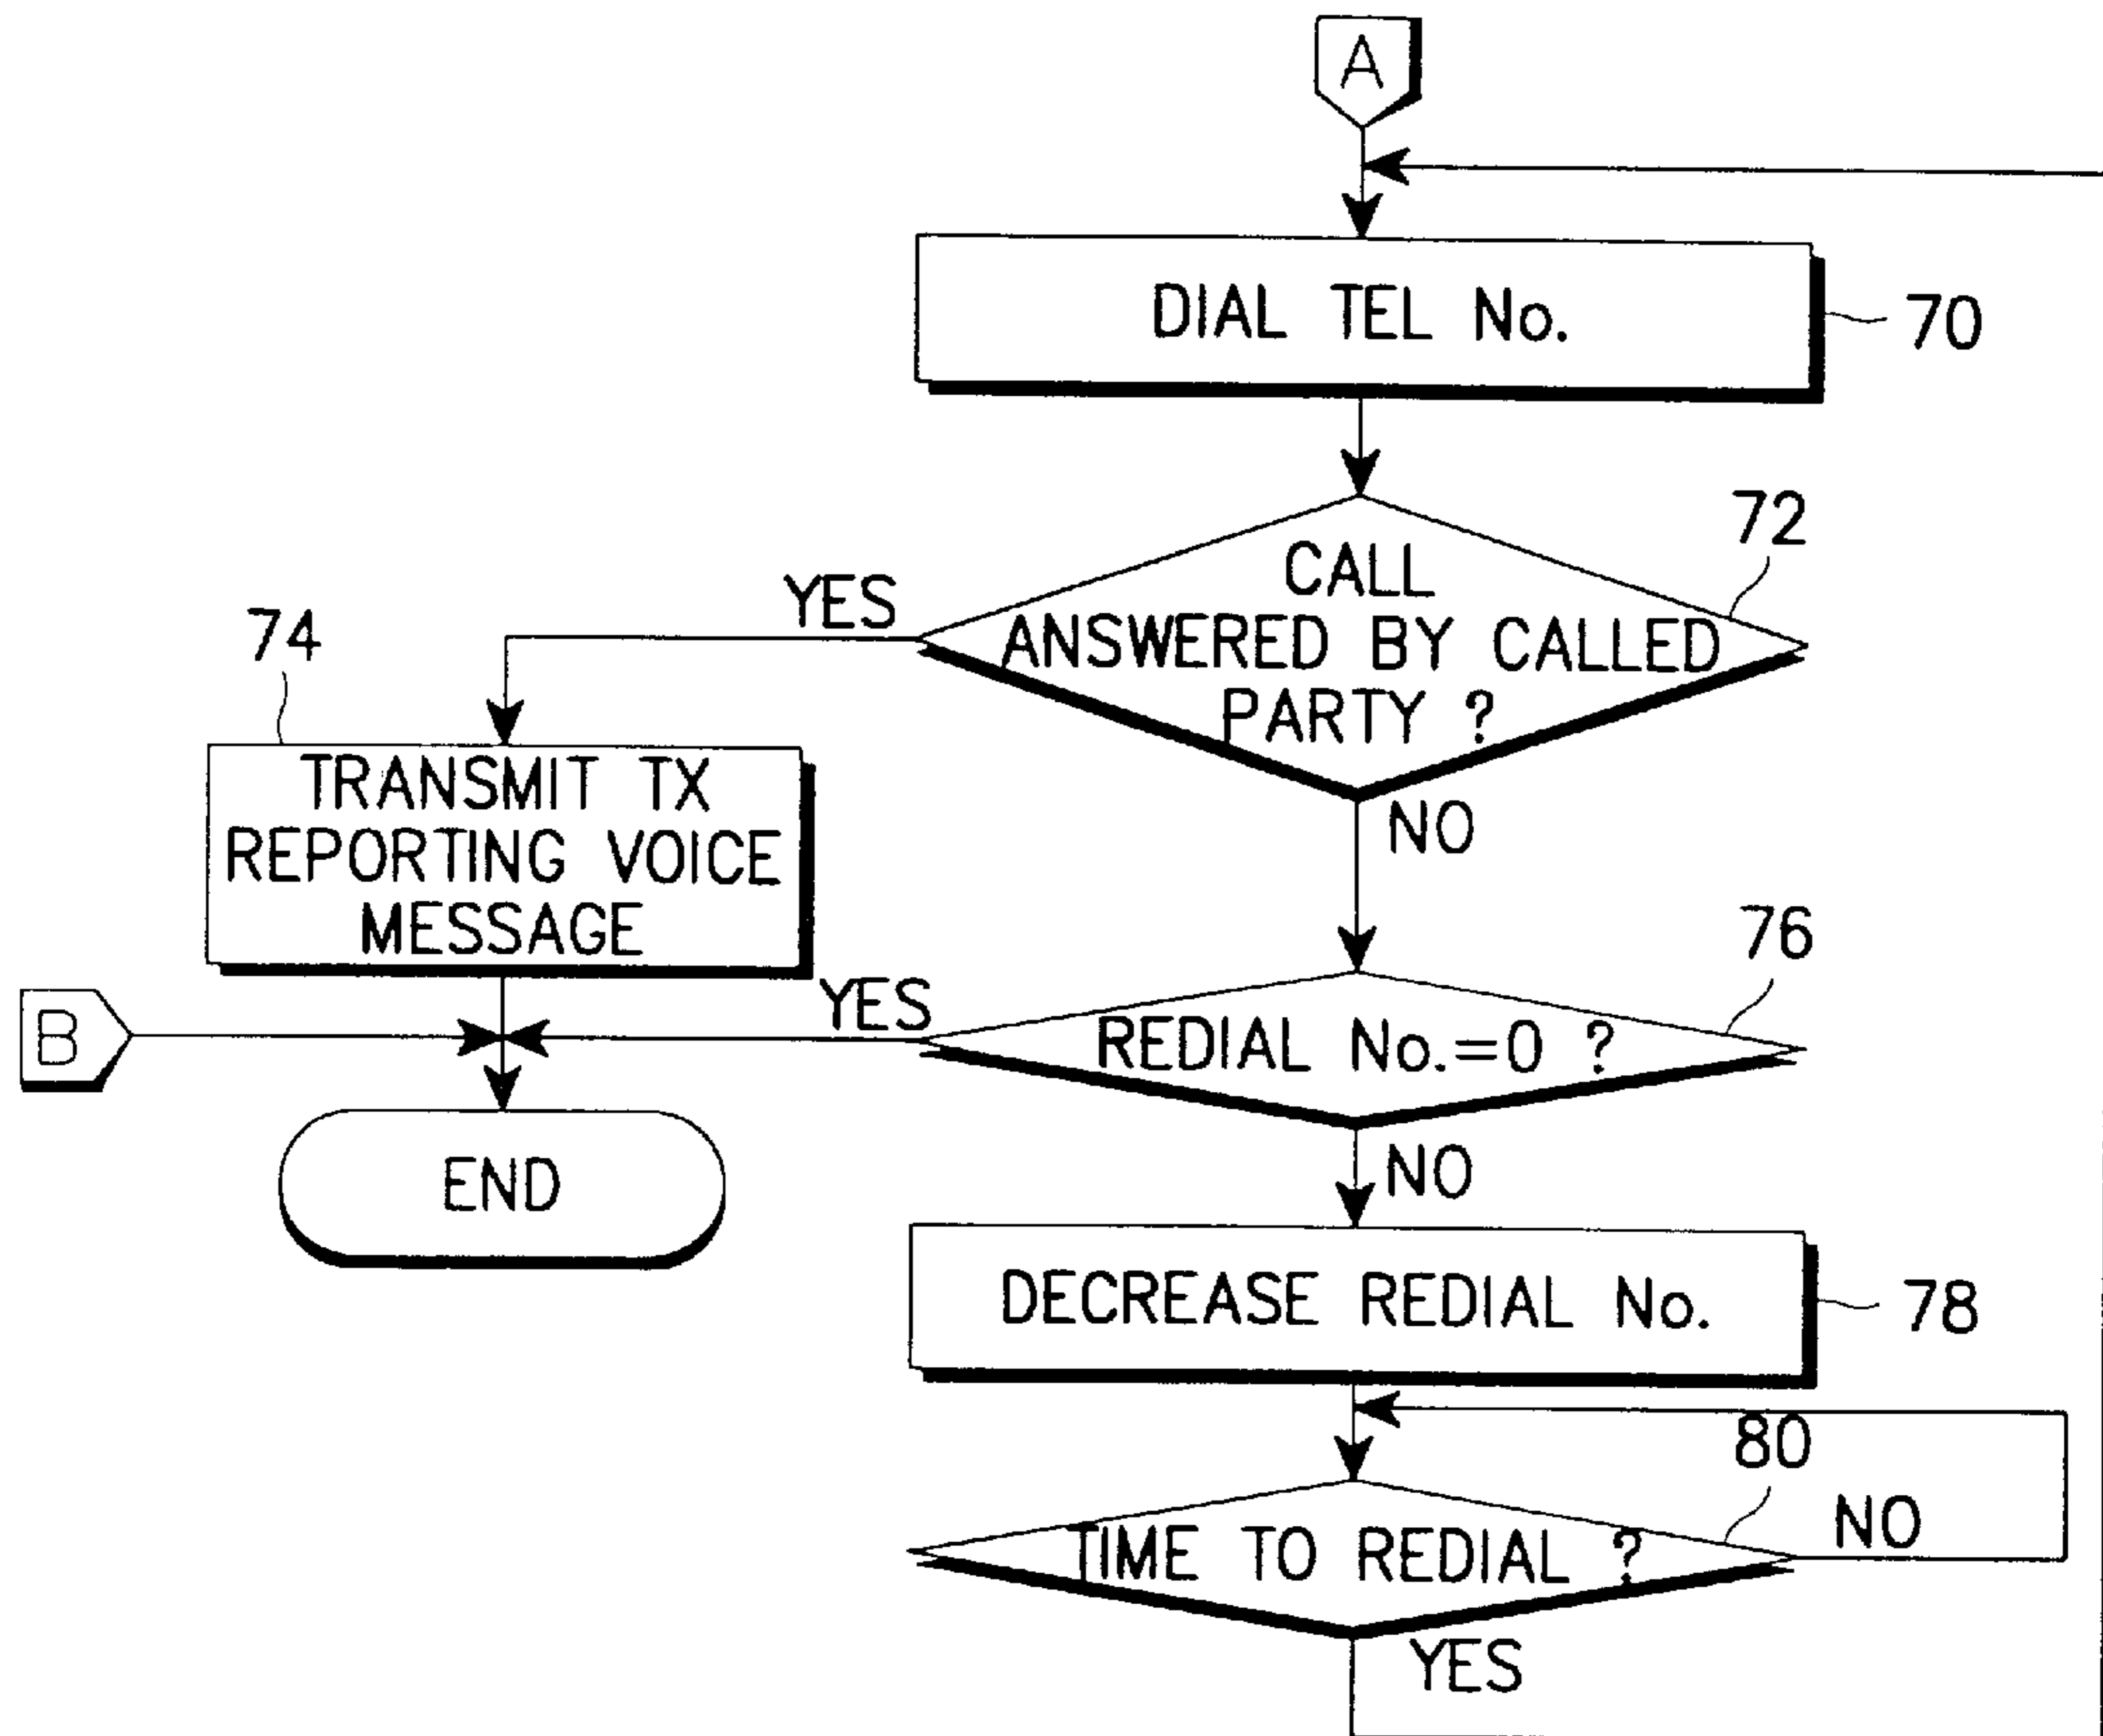 A
DIAL TEL No.
70
72
CALL
ANSWERED BY CALLED
PARTY ?
YES
NO
74
TRANSMIT TX
REPORTING VOICE
MESSAGE
76
YES
REDIAL No.=0 ?
B
NO
END
DECREASE REDIAL No.
78
80
TIME TO REDIAL ?
NO
YES